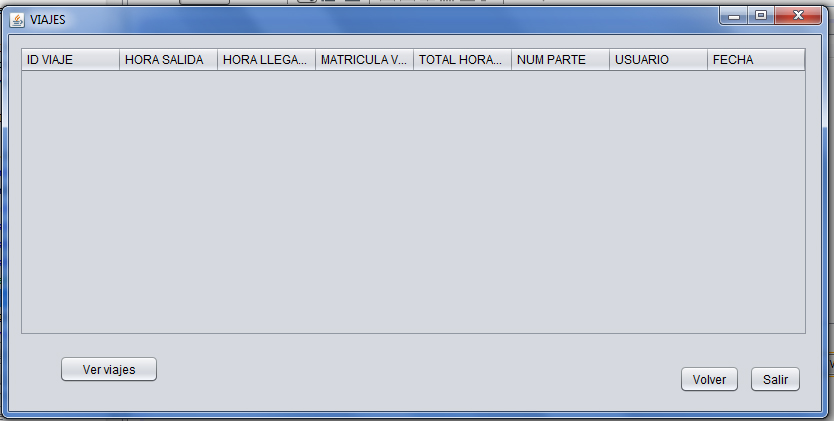 VIAJES
ID VIAJE HORA SALIDA HORA LLEGA... MATRICULA V... TOTAL HORA... NUM PARTE USUARIO FECHA
Ver viajes
Volver Salir